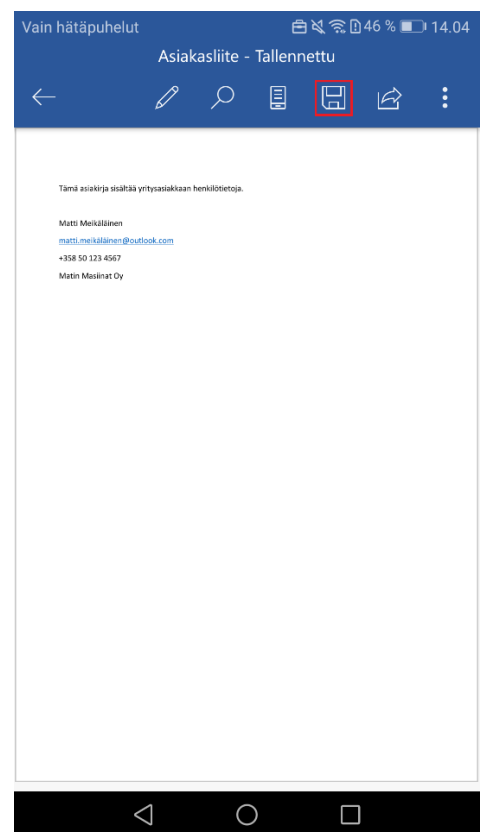 Vain hätäpuhelut 46 % 14.04
Asiakasliite - Tallennettu
Tämä asiakirja sisältää yritysasiakkaan henkilötietoja.
Matti Meikäläinen
matti.meikäläinen@outlook.com
+358 50 123 4567
Matin Masiinat Oy